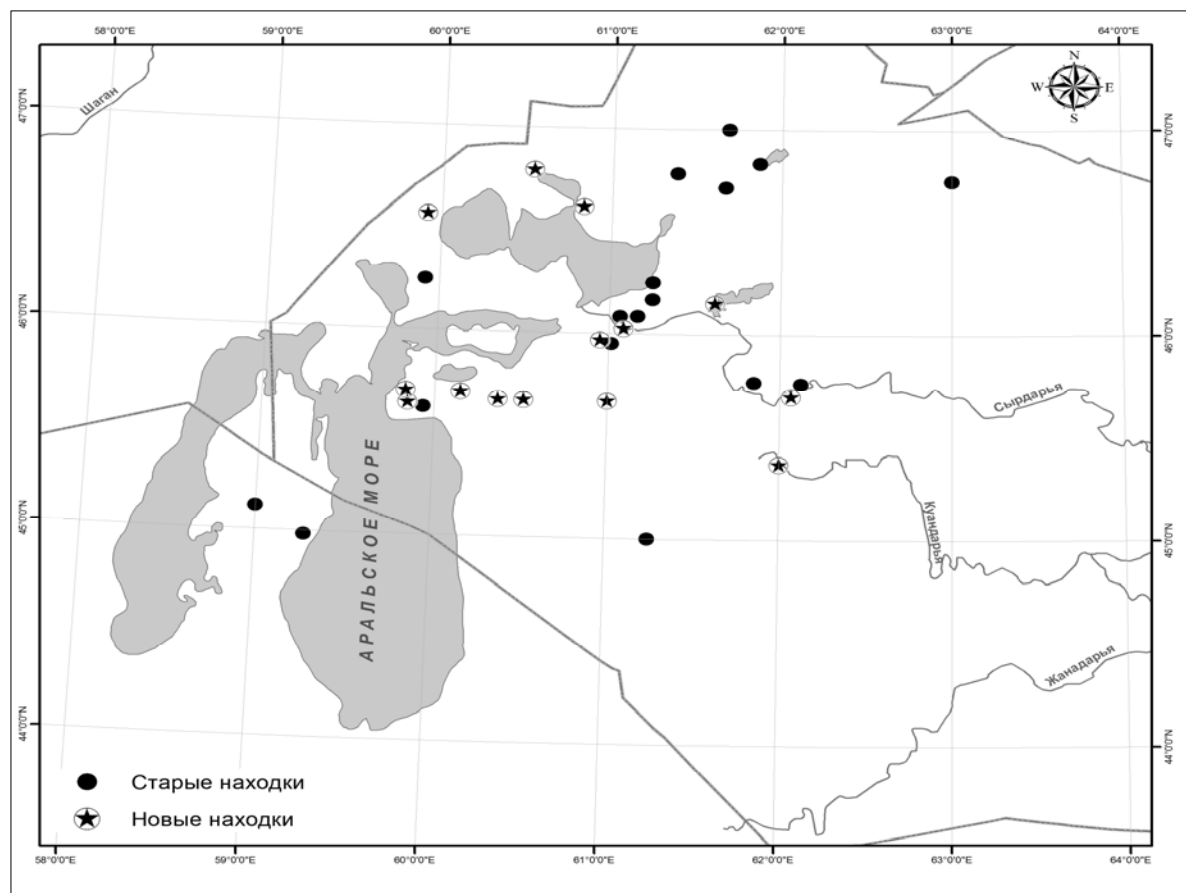 58°0'0"E 59°0'0"E 60°0'0"E 61°0'0"E 62°0'0"E 63°0'0"E 64°0'0"E
N
W E
S
Шаган
47°0'0"N 47°0'0"N
46°0'0"N 46°0'0"N
Сырдарья
АРАЛЬСКОЕ МОРЕ
Куандарья
45°0'0"N 45°0'0"N
Жанадарья
44°0'0"N 44°0'0"N
Старые находки
Новые находки
58°0'0"E 59°0'0"E 60°0'0"E 61°0'0"E 62°0'0"E 63°0'0"E 64°0'0"E